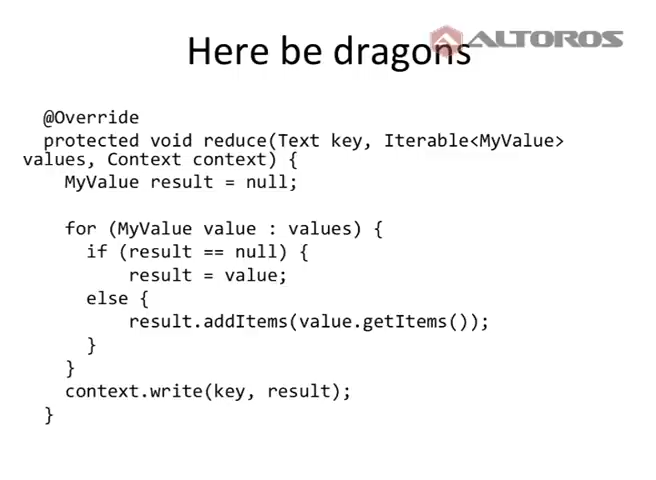 Here be dragons
ALTOROS
@Override
protected void reduce(Text key, Iterable<MyValue>
values, Context context) {
MyValue result = null;
for (MyValue value : values) {
if (result == null) {
result = value;
else {
result.addItems(value.getItems());
}
}
context.write(key, result);
}